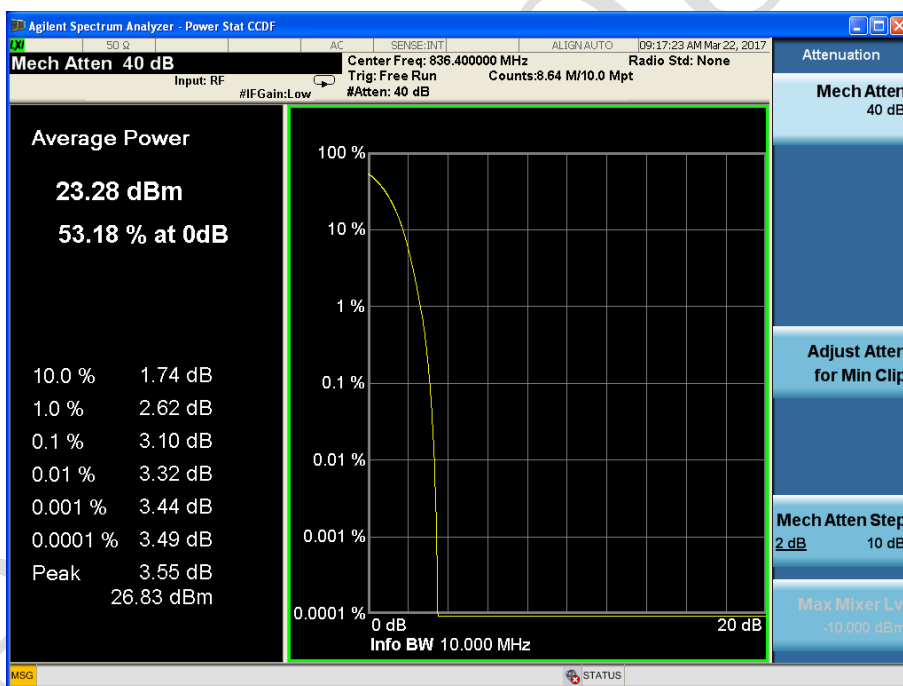 Agilent Spectrum Analyzer - Power Stat CCDF
LXI 50 Ω AC SENSE:INT ALIGNAUTO 09:17:23 AM Mar 22, 2017
Mech Atten 40 dB
Input: RF
#IFGain:Low
Center Freq: 836.400000 MHz
Radio Std: None
Trig: Free Run
Counts:8.64 M/10.0 Mpt
#Atten: 40 dB
Average Power
23.28 dBm
53.18 % at 0dB
10.0 % 1.74 dB
1.0 % 2.62 dB
0.1 % 3.10 dB
0.01 % 3.32 dB
0.001 % 3.44 dB
0.0001 % 3.49 dB
Peak 3.55 dB
26.83 dBm
100 %
10 %
1 %
0.1 %
0.01 %
0.001 %
0.0001 %
0 dB
20 dB
Info BW 10.000 MHz
Attenuation
Mech Atten
40 dB
Adjust Atten
for Min Clip
Mech Atten Step
2 dB 10 dB
Max Mixer Lvl
-10.000 dBm
MSG
STATUS